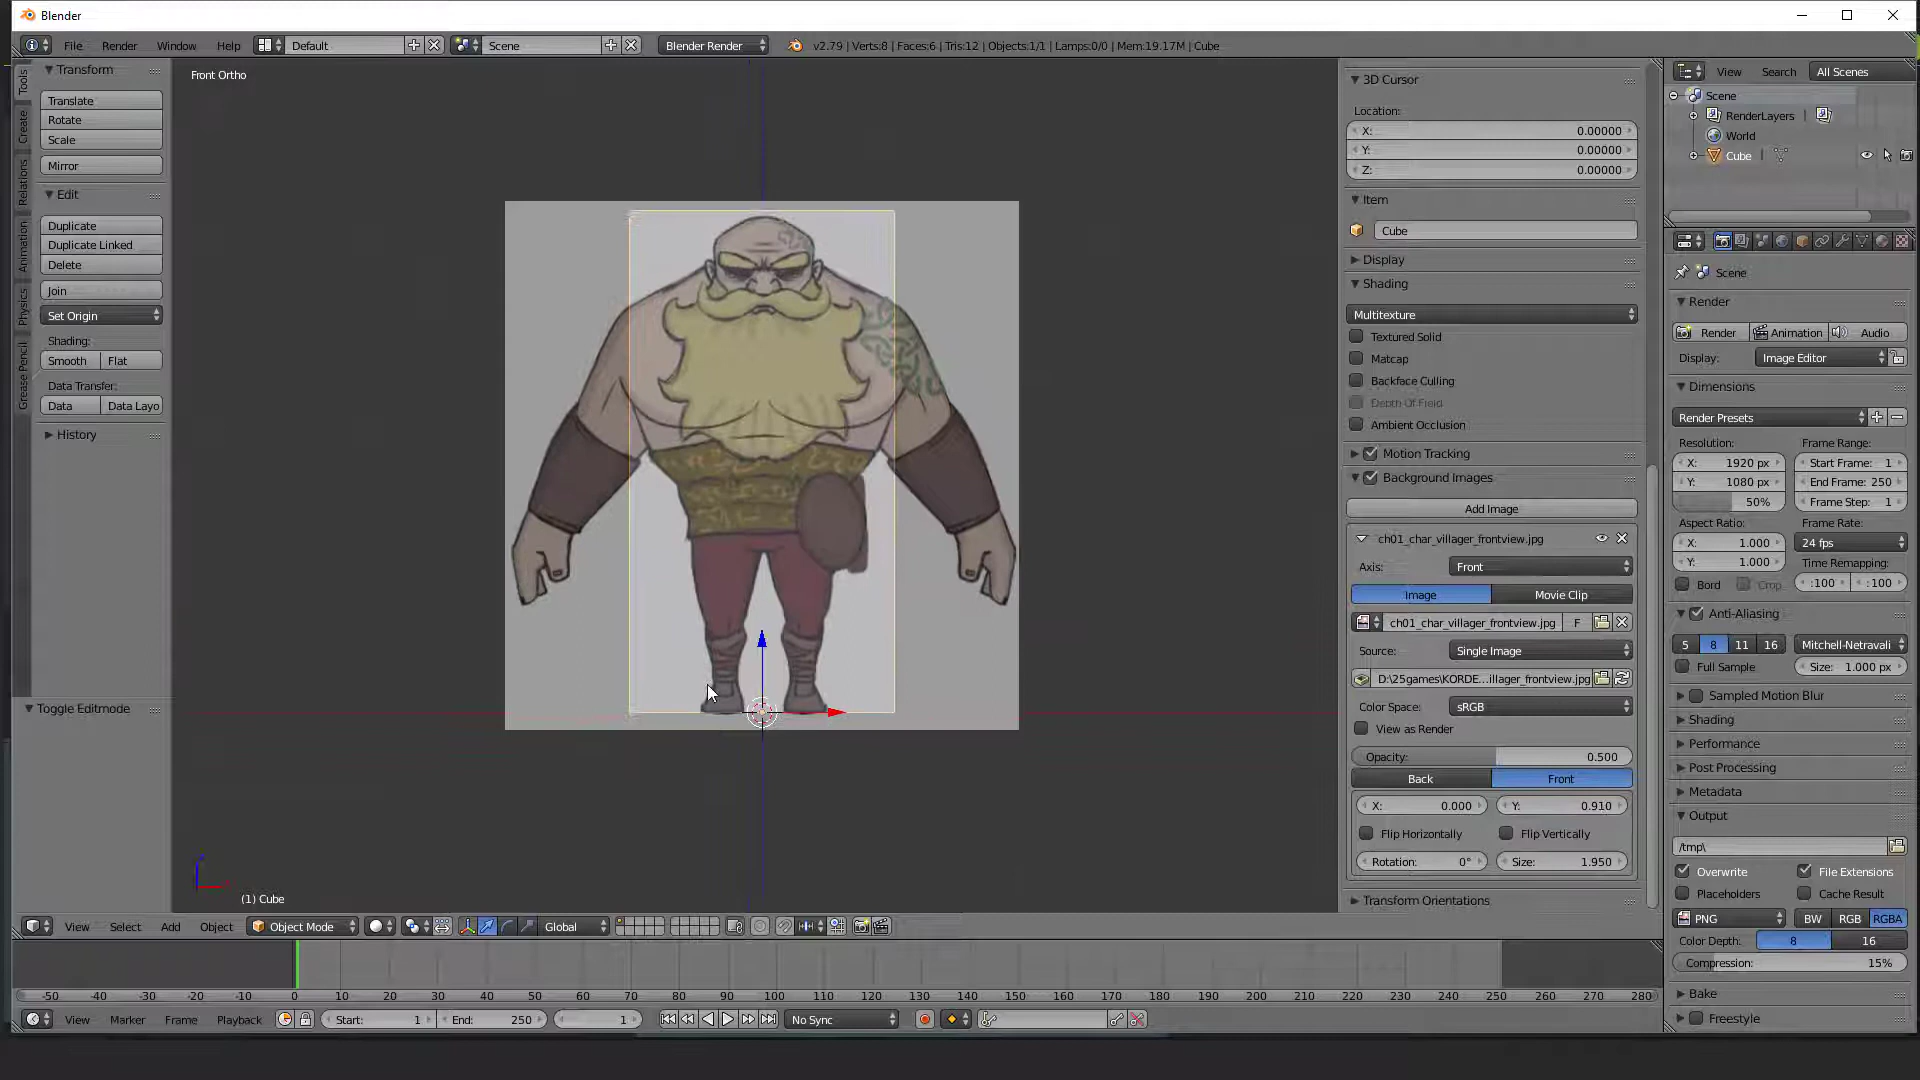 Blender
File Render Window Help Default Scene Blender Render v2.79 | Verts:8 | Faces:6 | Tris:12 | Objects:1/1 | Lamps:0/0 | Mem:19.17M | Cube
Tools
Create
Relations
Animation
Physics
Grease Pencil
Transform
Translate
Rotate
Scale
Mirror
Edit
Duplicate
Duplicate Linked
Delete
Join
Set Origin
Shading:
Smooth Flat
Data Transfer:
Data Data Layo
History
Toggle Editmode
Front Ortho
(1) Cube
3D Cursor
Location:
X: 0.00000
Y: 0.00000
Z: 0.00000
Item
Cube
Display
Shading
Multitexture
Textured Solid
Matcap
Backface Culling
Depth Of Field
Ambient Occlusion
Motion Tracking
Background Images
Add Image
ch01_char_villager_frontview.jpg
Axis: Front
Image Movie Clip
ch01_char_villager_frontview.jpg F
Source: Single Image
D:\25games\KORDE...illager_frontview.jpg
Color Space: sRGB
View as Render
Opacity: 0.500
Back Front
X: 0.000 Y: 0.910
Flip Horizontally Flip Vertically
Rotation: 0° Size: 1.950
Transform Orientations
View Search All Scenes
Scene
RenderLayers
World
Cube
Scene
Render
Render Animation Audio
Display: Image Editor
Dimensions
Render Presets
Resolution: Frame Range:
X: 1920 px Start Frame: 1
Y: 1080 px End Frame: 250
50% Frame Step: 1
Aspect Ratio: Frame Rate:
X: 1.000 24 fps
Y: 1.000 Time Remapping:
Bord Crop :100 :100
Anti-Aliasing
5 8 11 16 Mitchell-Netravali
Full Sample Size: 1.000 px
Sampled Motion Blur
Shading
Performance
Post Processing
Metadata
Output
/tmp\
Overwrite File Extensions
Placeholders Cache Result
PNG BW RGB RGBA
Color Depth: 8 16
Compression: 15%
Bake
Freestyle
View Select Add Object Object Mode Global
-50 -40 -30 -20 -10 0 10 20 30 40 50 60 70 80 90 100 110 120 130 140 150 160 170 180 190 200 210 220 230 240 250 260 270 280
View Marker Frame Playback Start: 1 End: 250 1 No Sync